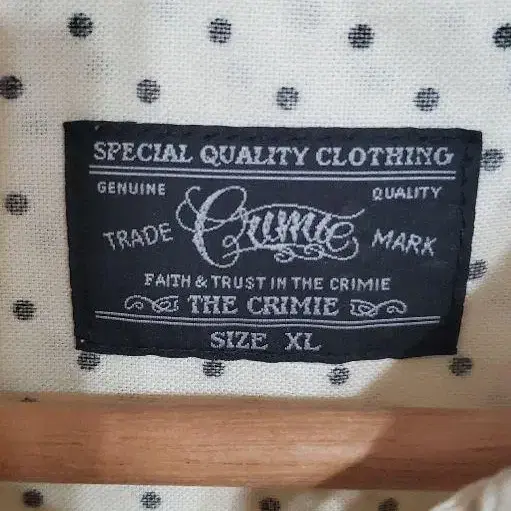 SPECIAL QUALITY CLOTHING
GENUINE QUALITY
TRADE Crimie MARK
FAITH & TRUST IN THE CRIMIE
THE CRIMIE
SIZE XL